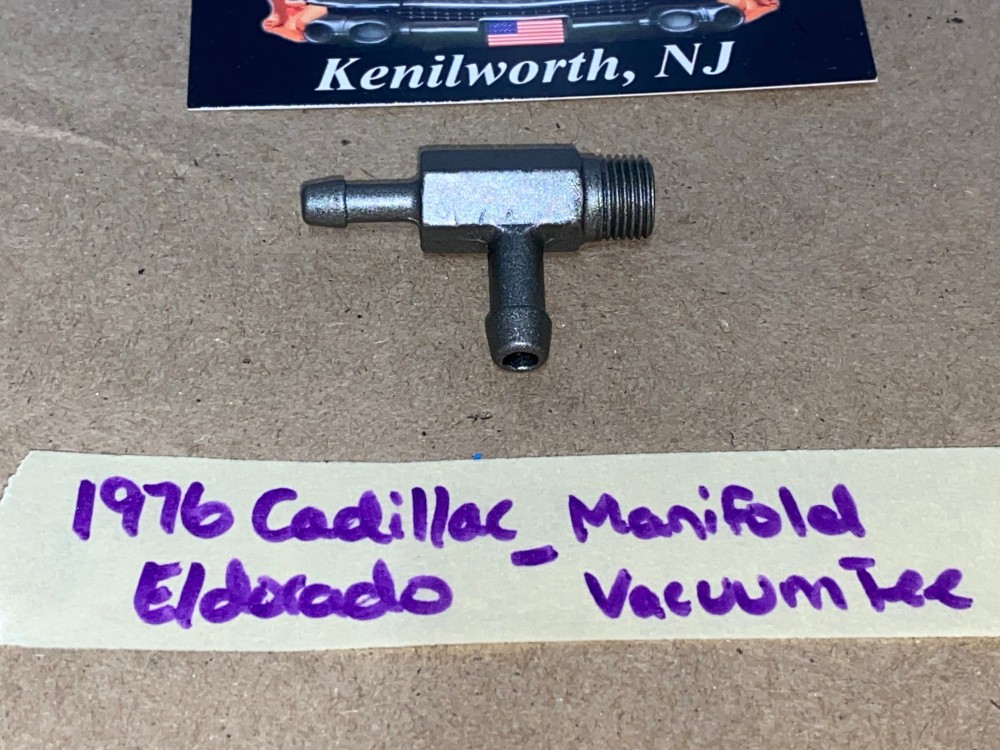 Kenilworth, NJ
1976 Cadillac - Manifold
Eldorado Vacuum Tee